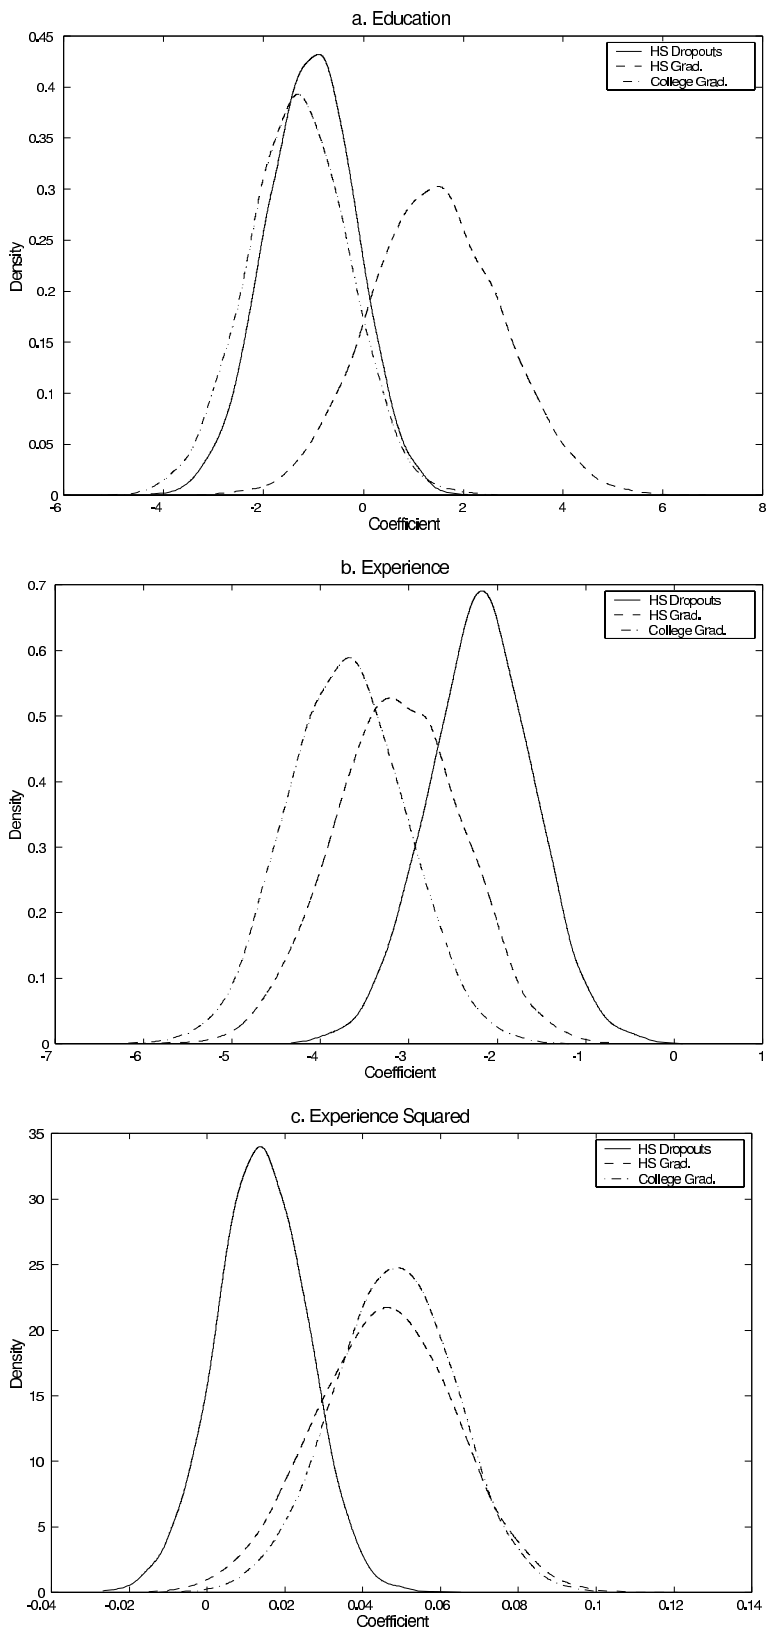 a. Education
0.45
0.4
0.35
0.3
0.25
0.2
0.15
0.1
0.05
0
Density
HS Dropouts
HS Grad.
College Grad.
-6 -4 -2 0 2 4 6 8
Coefficient
b. Experience
0.7
0.6
0.5
0.4
0.3
0.2
0.1
0
Density
HS Dropouts
HS Grad.
College Grad.
-7 -6 -5 -4 -3 -2 -1 0 1
Coefficient
c. Experience Squared
35
30
25
20
15
10
5
0
Density
HS Dropouts
HS Grad.
College Grad.
-0.04 -0.02 0 0.02 0.04 0.06 0.08 0.1 0.12 0.14
Coefficient